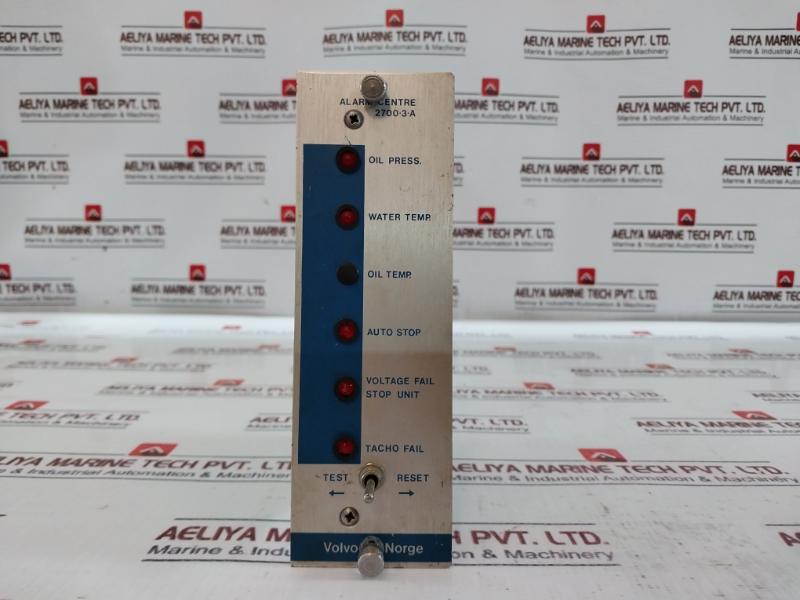 AELIYA MARINE TECH PVT. LTD.
Marine & Industrial Automation & Machinery
ALARM CENTRE
2700-3-A
OIL PRESS.
WATER TEMP.
OIL TEMP.
AUTO STOP
VOLTAGE FAIL
STOP UNIT
TACHO FAIL
TEST RESET
Volvo Norge